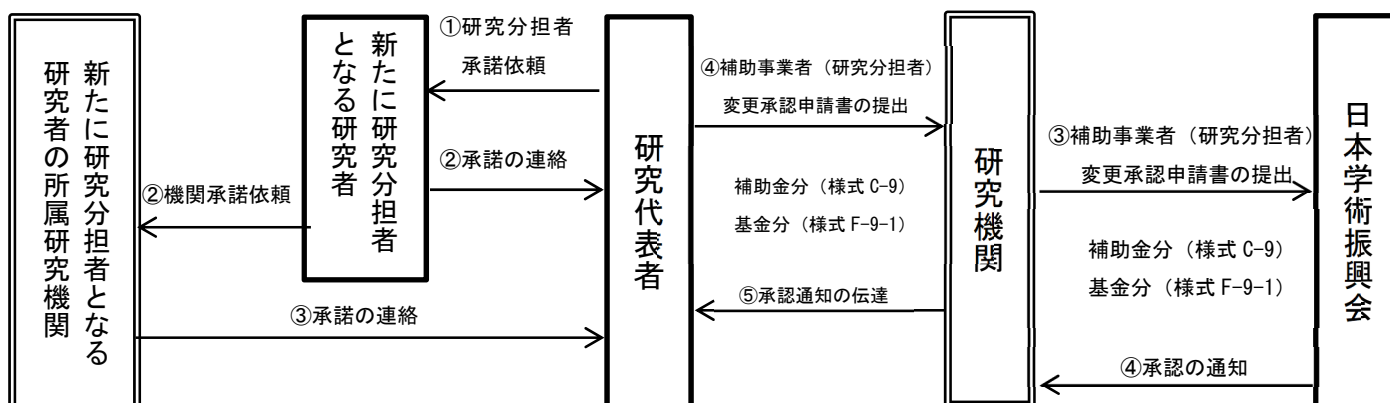 新たに研究分担者となる
研究者の所属研究機関
新たに研究分担者
となる研究者
①研究分担者
承諾依頼
②承諾の連絡
②機関承諾依頼
③承諾の連絡
研究代表者
④補助事業者（研究分担者）
変更承認申請書の提出
補助金分（様式 C-9）
基金分（様式 F-9-1）
⑤承認通知の伝達
研究機関
③補助事業者（研究分担者）
変更承認申請書の提出
補助金分（様式 C-9）
基金分（様式 F-9-1）
④承認の通知
日本学術振興会